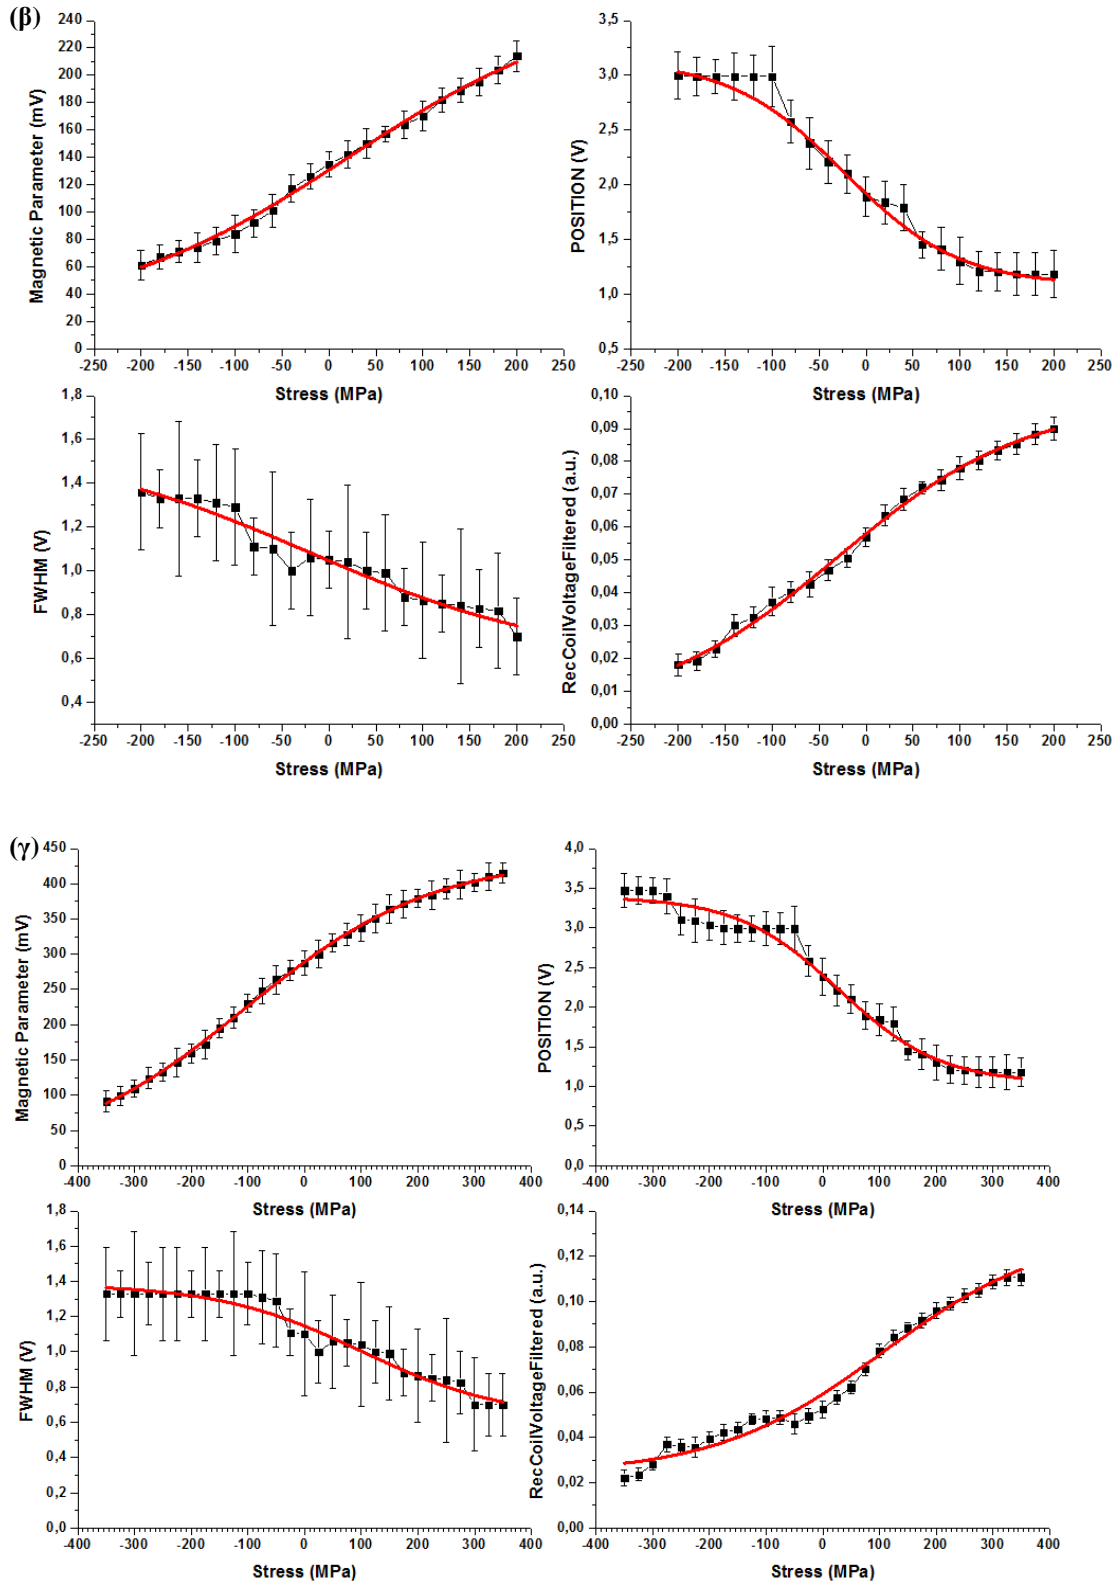 (β)
240
220
200
180
160
140
120
100
80
60
40
20
0
Magnetic Parameter (mV)
-250 -200 -150 -100 -50 0 50 100 150 200 250
Stress (MPa)
3,5
3,0
2,5
2,0
1,5
1,0
0,5
POSITION (V)
-250 -200 -150 -100 -50 0 50 100 150 200 250
Stress (MPa)
1,8
1,6
1,4
1,2
1,0
0,8
0,6
0,4
FWHM (V)
-250 -200 -150 -100 -50 0 50 100 150 200 250
Stress (MPa)
0,10
0,09
0,08
0,07
0,06
0,05
0,04
0,03
0,02
0,01
0,00
RecCoilVoltageFiltered (a.u.)
-250 -200 -150 -100 -50 0 50 100 150 200 250
Stress (MPa)
(γ)
450
400
350
300
250
200
150
100
50
0
Magnetic Parameter (mV)
-400 -300 -200 -100 0 100 200 300 400
Stress (MPa)
4,0
3,5
3,0
2,5
2,0
1,5
1,0
0,5
0,0
POSITION (V)
-400 -300 -200 -100 0 100 200 300 400
Stress (MPa)
1,8
1,6
1,4
1,2
1,0
0,8
0,6
0,4
0,2
0,0
FWHM (V)
-400 -300 -200 -100 0 100 200 300 400
Stress (MPa)
0,14
0,12
0,10
0,08
0,06
0,04
0,02
0,00
RecCoilVoltageFiltered (a.u.)
-400 -300 -200 -100 0 100 200 300 400
Stress (MPa)